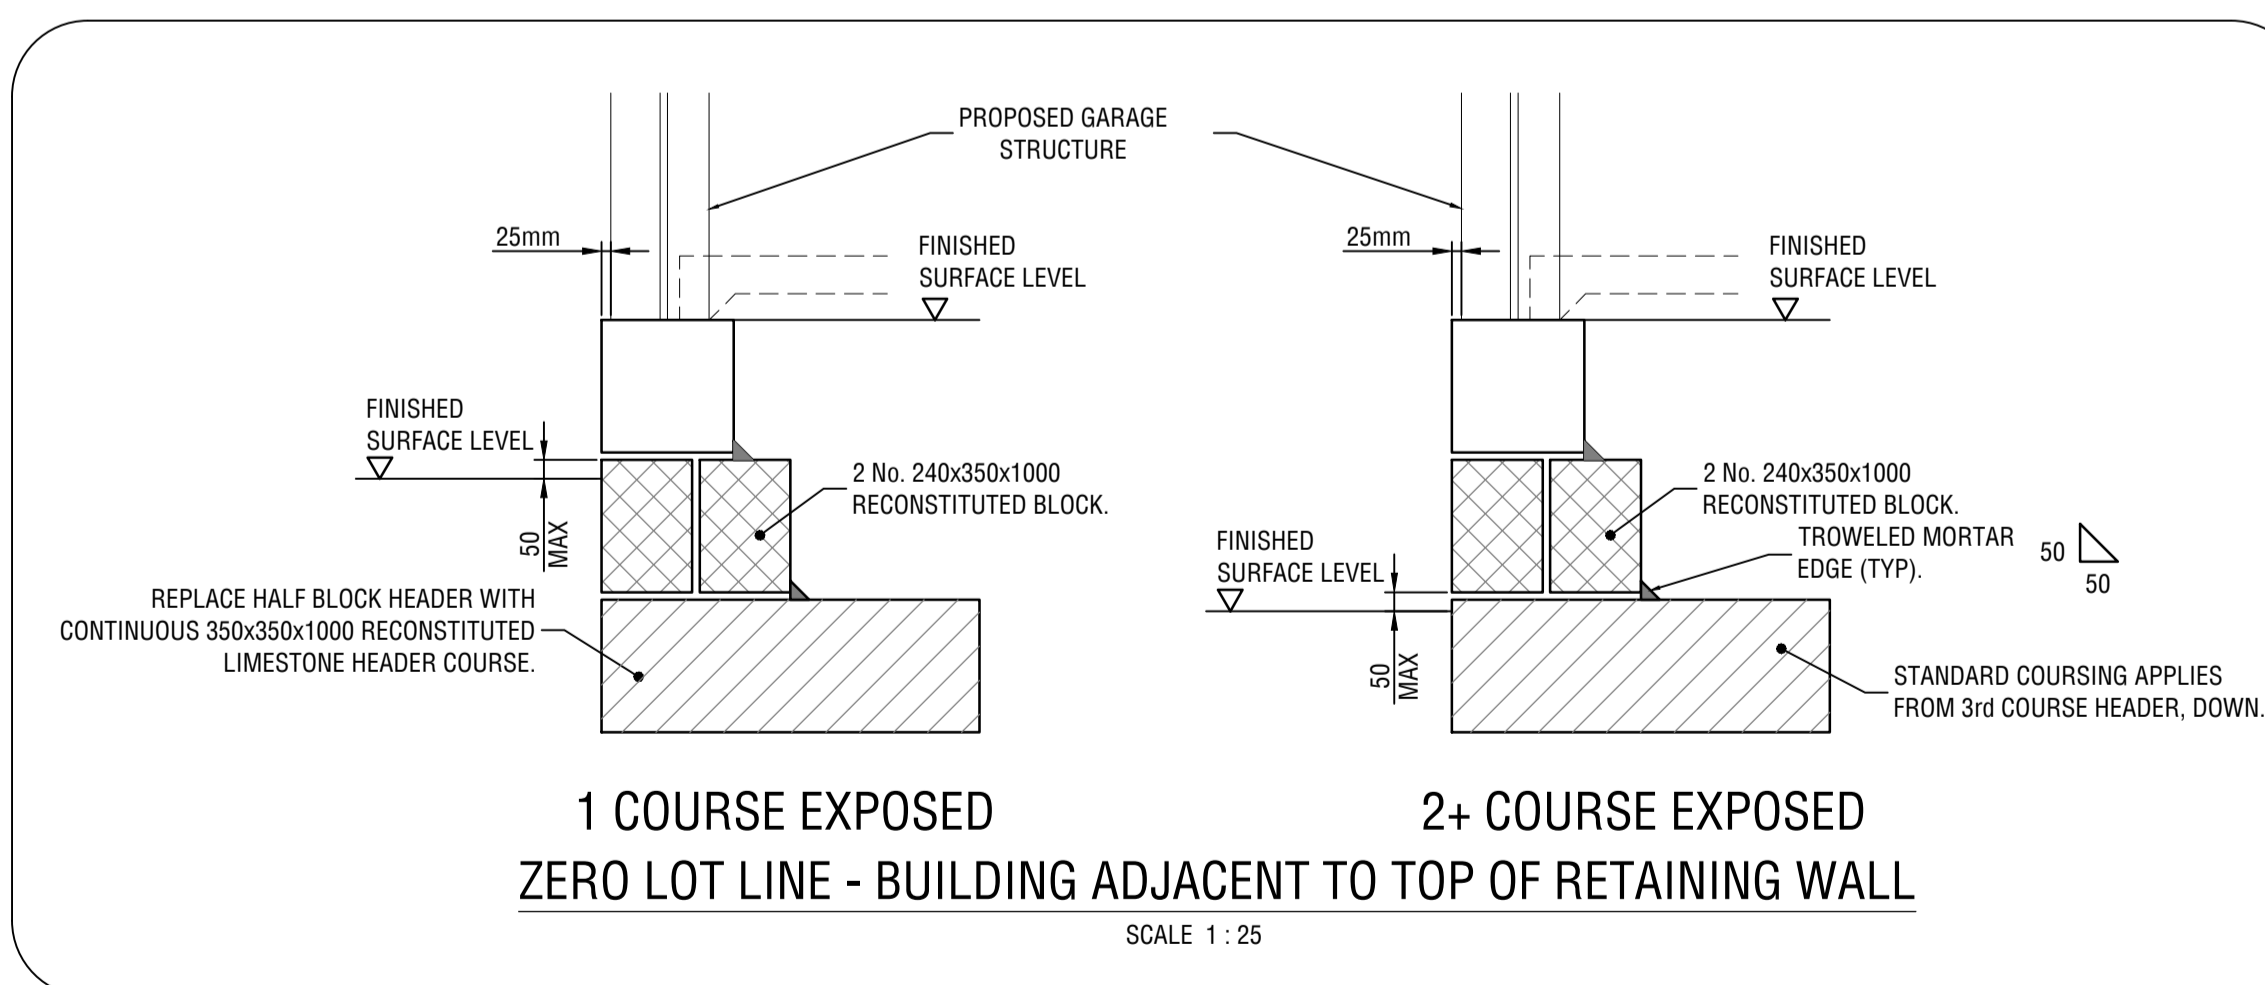 PROPOSED GARAGE
STRUCTURE
25mm
FINISHED
SURFACE LEVEL
25mm
FINISHED
SURFACE LEVEL
FINISHED
SURFACE LEVEL
50
MAX
2 No. 240x350x1000
RECONSTITUTED BLOCK.
REPLACE HALF BLOCK HEADER WITH
CONTINUOUS 350x350x1000 RECONSTITUTED
LIMESTONE HEADER COURSE.
2 No. 240x350x1000
RECONSTITUTED BLOCK.
TROWELED MORTAR
EDGE (TYP).
50
50
FINISHED
SURFACE LEVEL
50
MAX
STANDARD COURSING APPLIES
FROM 3rd COURSE HEADER, DOWN.
1 COURSE EXPOSED
2+ COURSE EXPOSED
ZERO LOT LINE - BUILDING ADJACENT TO TOP OF RETAINING WALL
SCALE 1 : 25